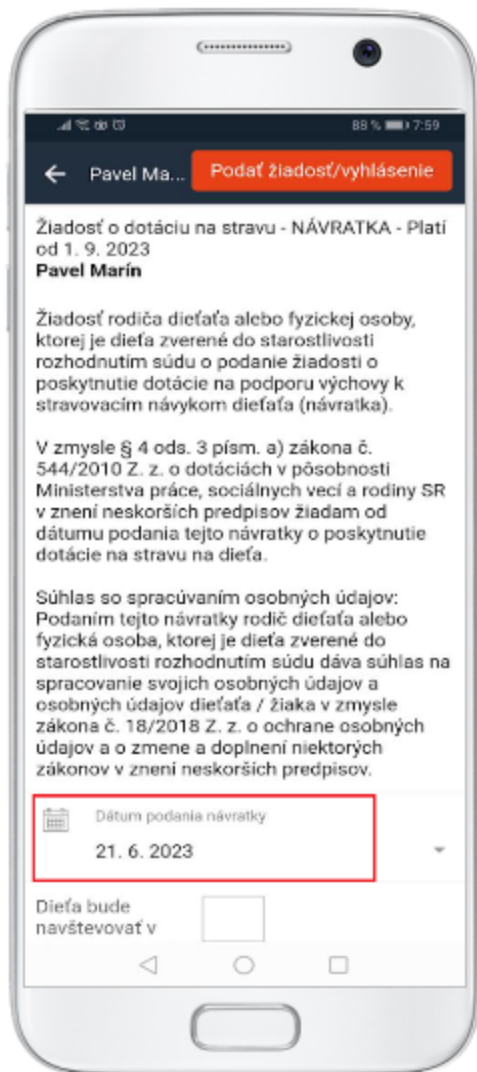 88 % 7:59
Pavel Ma... Podať žiadosť/vyhlásenie
Žiadosť o dotáciu na stravu - NÁVRATKA - Platí
od 1. 9. 2023
Pavel Marín
Žiadosť rodiča dieťaťa alebo fyzickej osoby,
ktorej je dieťa zverené do starostlivosti
rozhodnutím súdu o podanie žiadosti o
poskytnutie dotácie na podporu výchovy k
stravovacím návykom dieťaťa (návratka).
V zmysle § 4 ods. 3 písm. a) zákona č.
544/2010 Z. z. o dotáciách v pôsobnosti
Ministerstva práce, sociálnych vecí a rodiny SR
v znení neskorších predpisov žiadam od
dátumu podania tejto návratky o poskytnutie
dotácie na stravu na dieťa.
Súhlas so spracúvaním osobných údajov:
Podaním tejto návratky rodič dieťaťa alebo
fyzická osoba, ktorej je dieťa zverené do
starostlivosti rozhodnutím súdu dáva súhlas na
spracovanie svojich osobných údajov a
osobných údajov dieťaťa / žiaka v zmysle
zákona č. 18/2018 Z. z. o ochrane osobných
údajov a o zmene a doplnení niektorých
zákonov v znení neskorších predpisov.
Dátum podania návratky
21. 6. 2023
Dieťa bude
navštevovať v